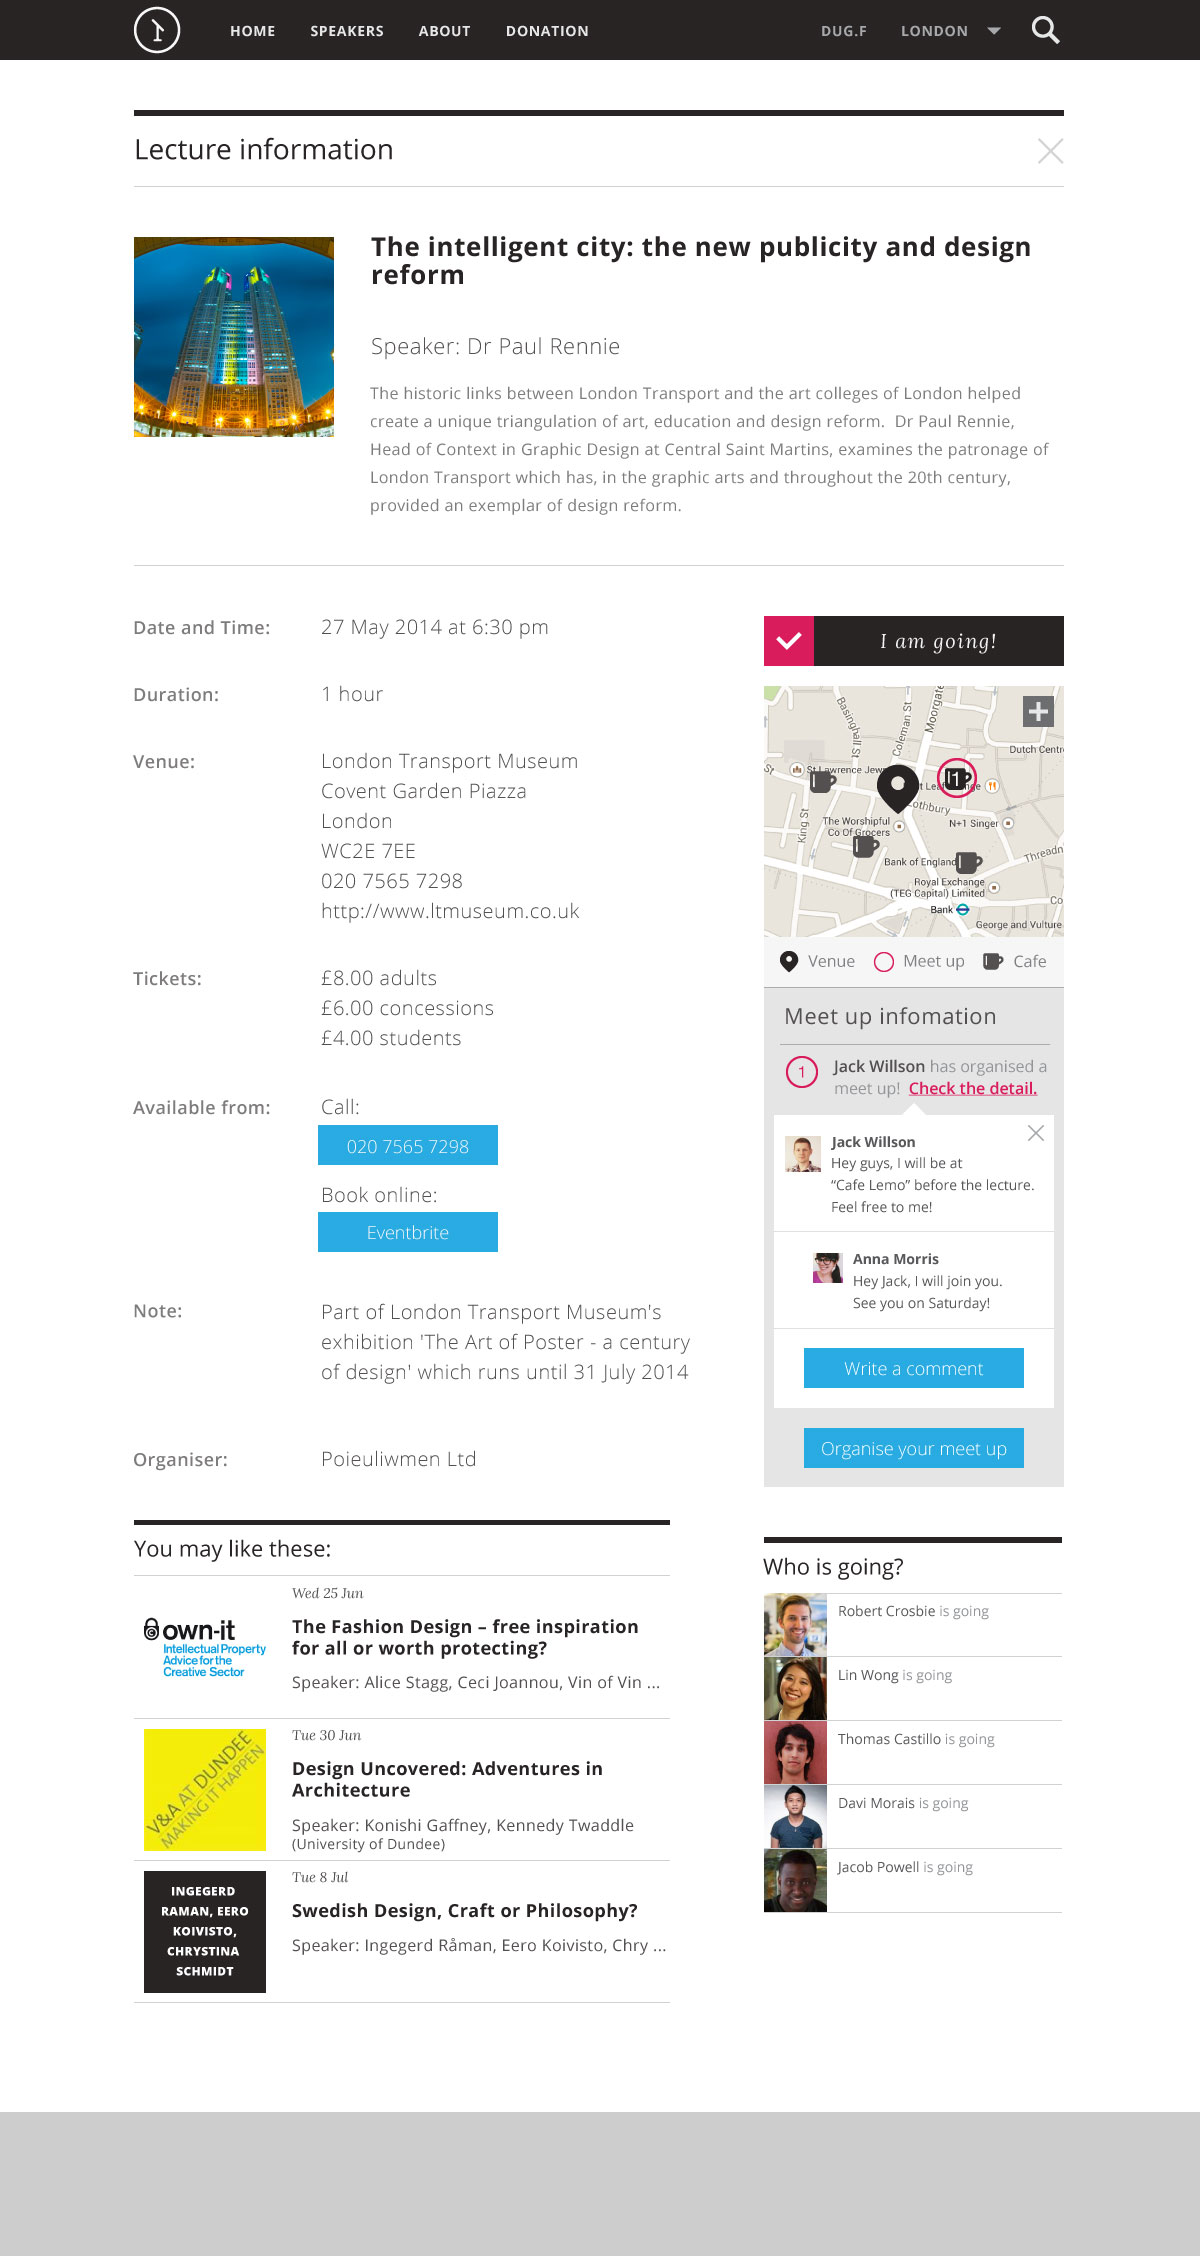 HOME SPEAKERS ABOUT DONATION DUG.F LONDON
Lecture information
The intelligent city: the new publicity and design
reform
Speaker: Dr Paul Rennie
The historic links between London Transport and the art colleges of London helped
create a unique triangulation of art, education and design reform. Dr Paul Rennie,
Head of Context in Graphic Design at Central Saint Martins, examines the patronage of
London Transport which has, in the graphic arts and throughout the 20th century,
provided an exemplar of design reform.
Date and Time: 27 May 2014 at 6:30 pm
Duration: 1 hour
Venue: London Transport Museum
Covent Garden Piazza
London
WC2E 7EE
020 7565 7298
http://www.ltmuseum.co.uk
Tickets: £8.00 adults
£6.00 concessions
£4.00 students
Available from: Call:
020 7565 7298
Book online:
Eventbrite
Note: Part of London Transport Museum's
exhibition 'The Art of Poster - a century
of design' which runs until 31 July 2014
Organiser: Poieuliwmen Ltd
I am going!
Basinghall St
Coleman St
Moorgate
Dutch Centr
St Lawrence Jew
1
Lothbury
King St
The Worshipful
Co Of Grocers
N+1 Singer
Bank of England
Threadn
Royal Exchange
(TEG Capital) Limited
Bank
Co
George and Vulture
Venue Meet up Cafe
Meet up infomation
1 Jack Willson has organised a
meet up! Check the detail.
Jack Willson
Hey guys, I will be at
“Cafe Lemo” before the lecture.
Feel free to me!
Anna Morris
Hey Jack, I will join you.
See you on Saturday!
Write a comment
Organise your meet up
You may like these:
own-it
Intellectual Property
Advice for the
Creative Sector
Wed 25 Jun
The Fashion Design – free inspiration
for all or worth protecting?
Speaker: Alice Stagg, Ceci Joannou, Vin of Vin ...
V&A AT DUNDEE
MAKING IT HAPPEN
Tue 30 Jun
Design Uncovered: Adventures in
Architecture
Speaker: Konishi Gaffney, Kennedy Twaddle
(University of Dundee)
INGEGERD
RAMAN, EERO
KOIVISTO,
CHRYSTINA
SCHMIDT
Tue 8 Jul
Swedish Design, Craft or Philosophy?
Speaker: Ingegerd Råman, Eero Koivisto, Chry ...
Who is going?
Robert Crosbie is going
Lin Wong is going
Thomas Castillo is going
Davi Morais is going
Jacob Powell is going